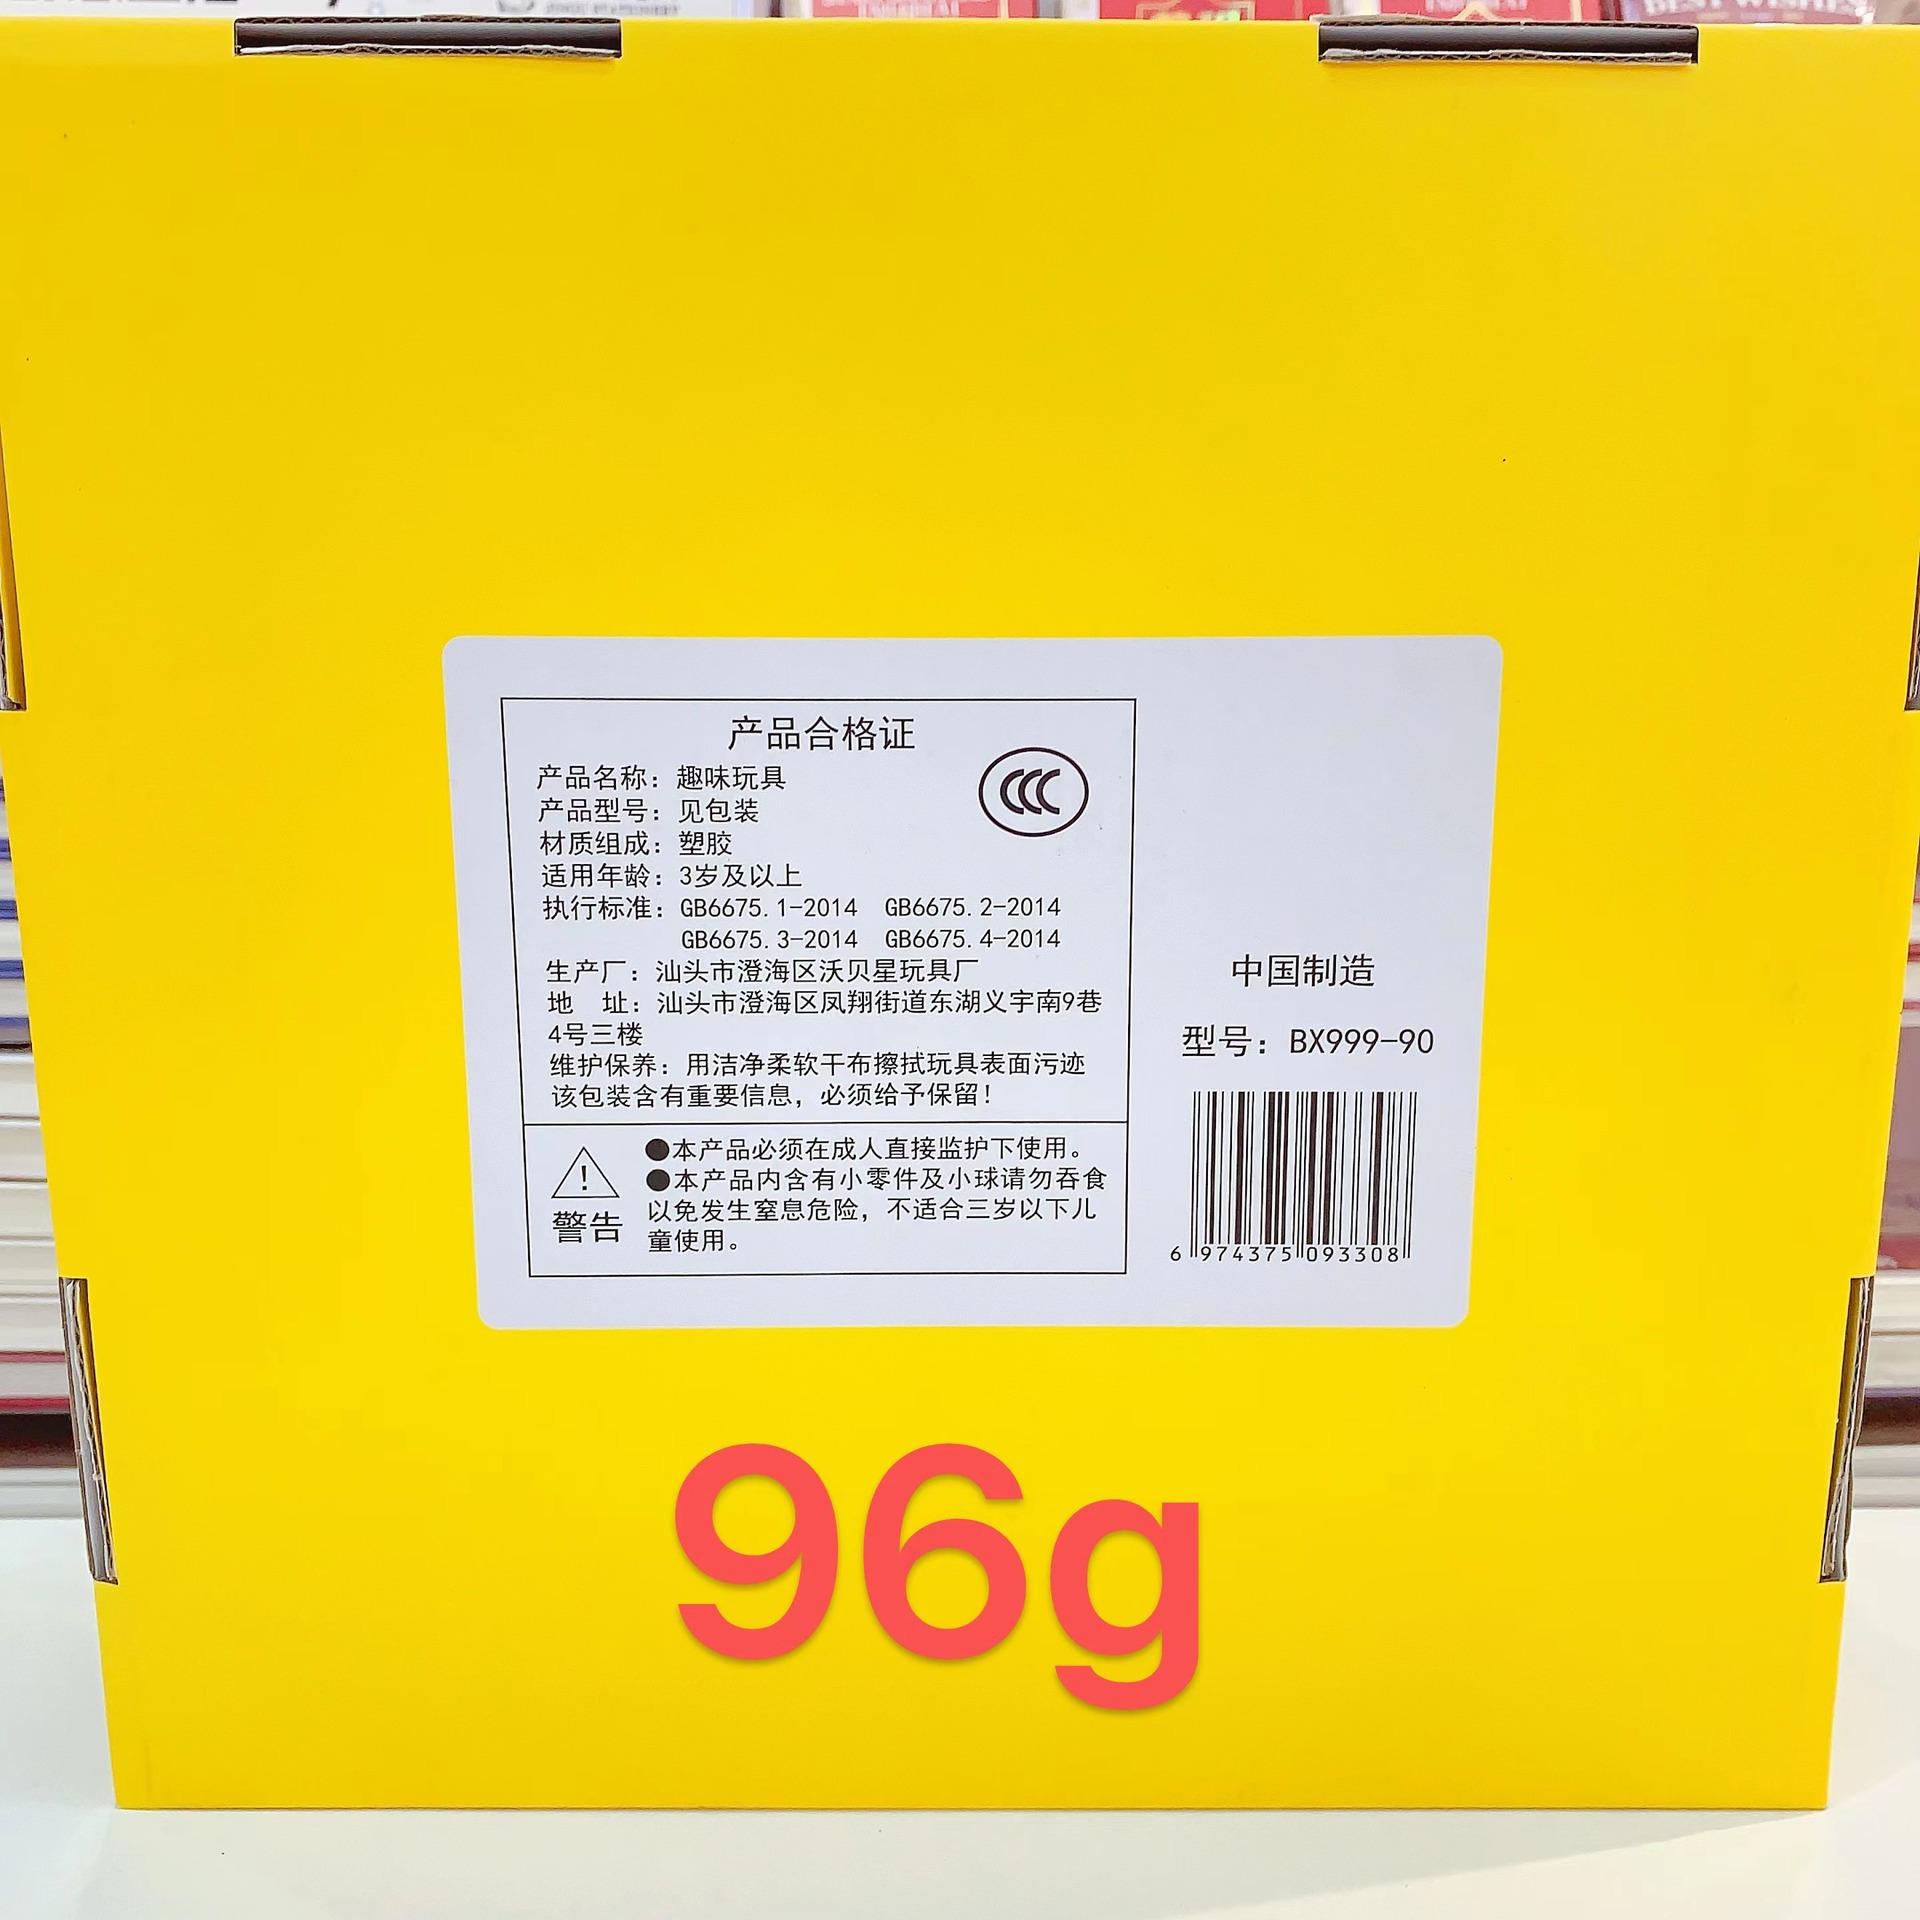 IMPERIAL
BEST WISHES
产品合格证
产品名称：趣味玩具
CCC
产品型号：见包装
材质组成：塑胶
适用年龄：3岁及以上
执行标准：GB6675.1-2014 GB6675.2-2014
GB6675.3-2014 GB6675.4-2014
生产厂：汕头市澄海区沃贝星玩具厂
地 址：汕头市澄海区凤翔街道东湖义宇南9巷
4号三楼
维护保养：用洁净柔软干布擦拭玩具表面污迹
该包装含有重要信息，必须给予保留！
警告
●本产品必须在成人直接监护下使用。
●本产品内含有小零件及小球请勿吞食
以免发生窒息危险，不适合三岁以下儿
童使用。
中国制造
型号：BX999-90
6 974375 093308
96g